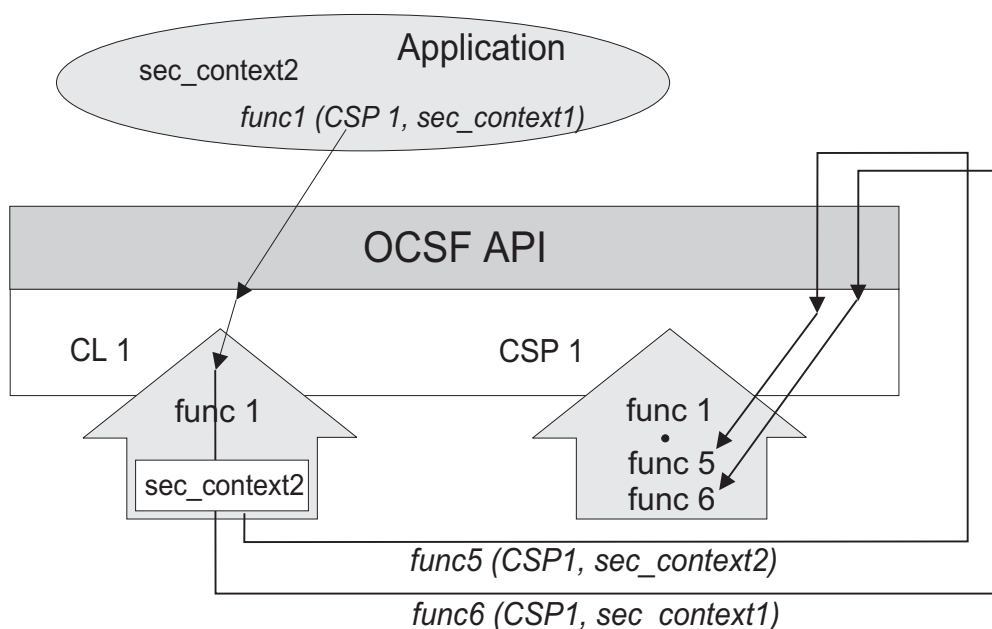 Application
sec_context2
func1 (CSP 1, sec_context1)
OCSF API
CL 1
CSP 1
func 1
sec_context2
func 1
func 5
func 6
func5 (CSP1, sec_context2)
func6 (CSP1, sec context1)